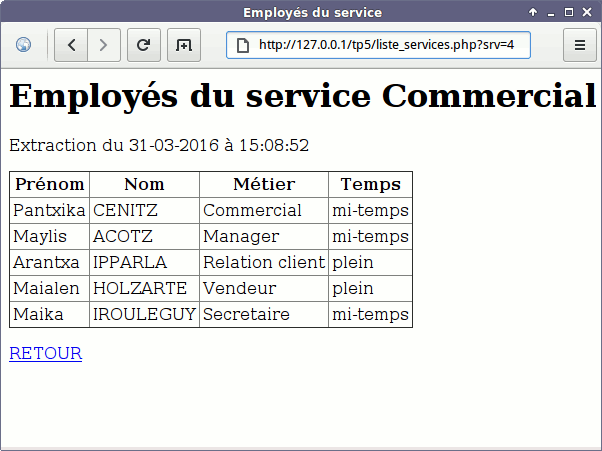 Employés du service
http://127.0.0.1/tp5/liste_services.php?srv=4
Employés du service Commercial
Extraction du 31-03-2016 à 15:08:52
Prénom Nom Métier Temps
Pantxika CENITZ Commercial mi-temps
Maylis ACOTZ Manager mi-temps
Arantxa IPPARLA Relation client plein
Maialen HOLZARTE Vendeur plein
Maika IROULEGUY Secretaire mi-temps
RETOUR